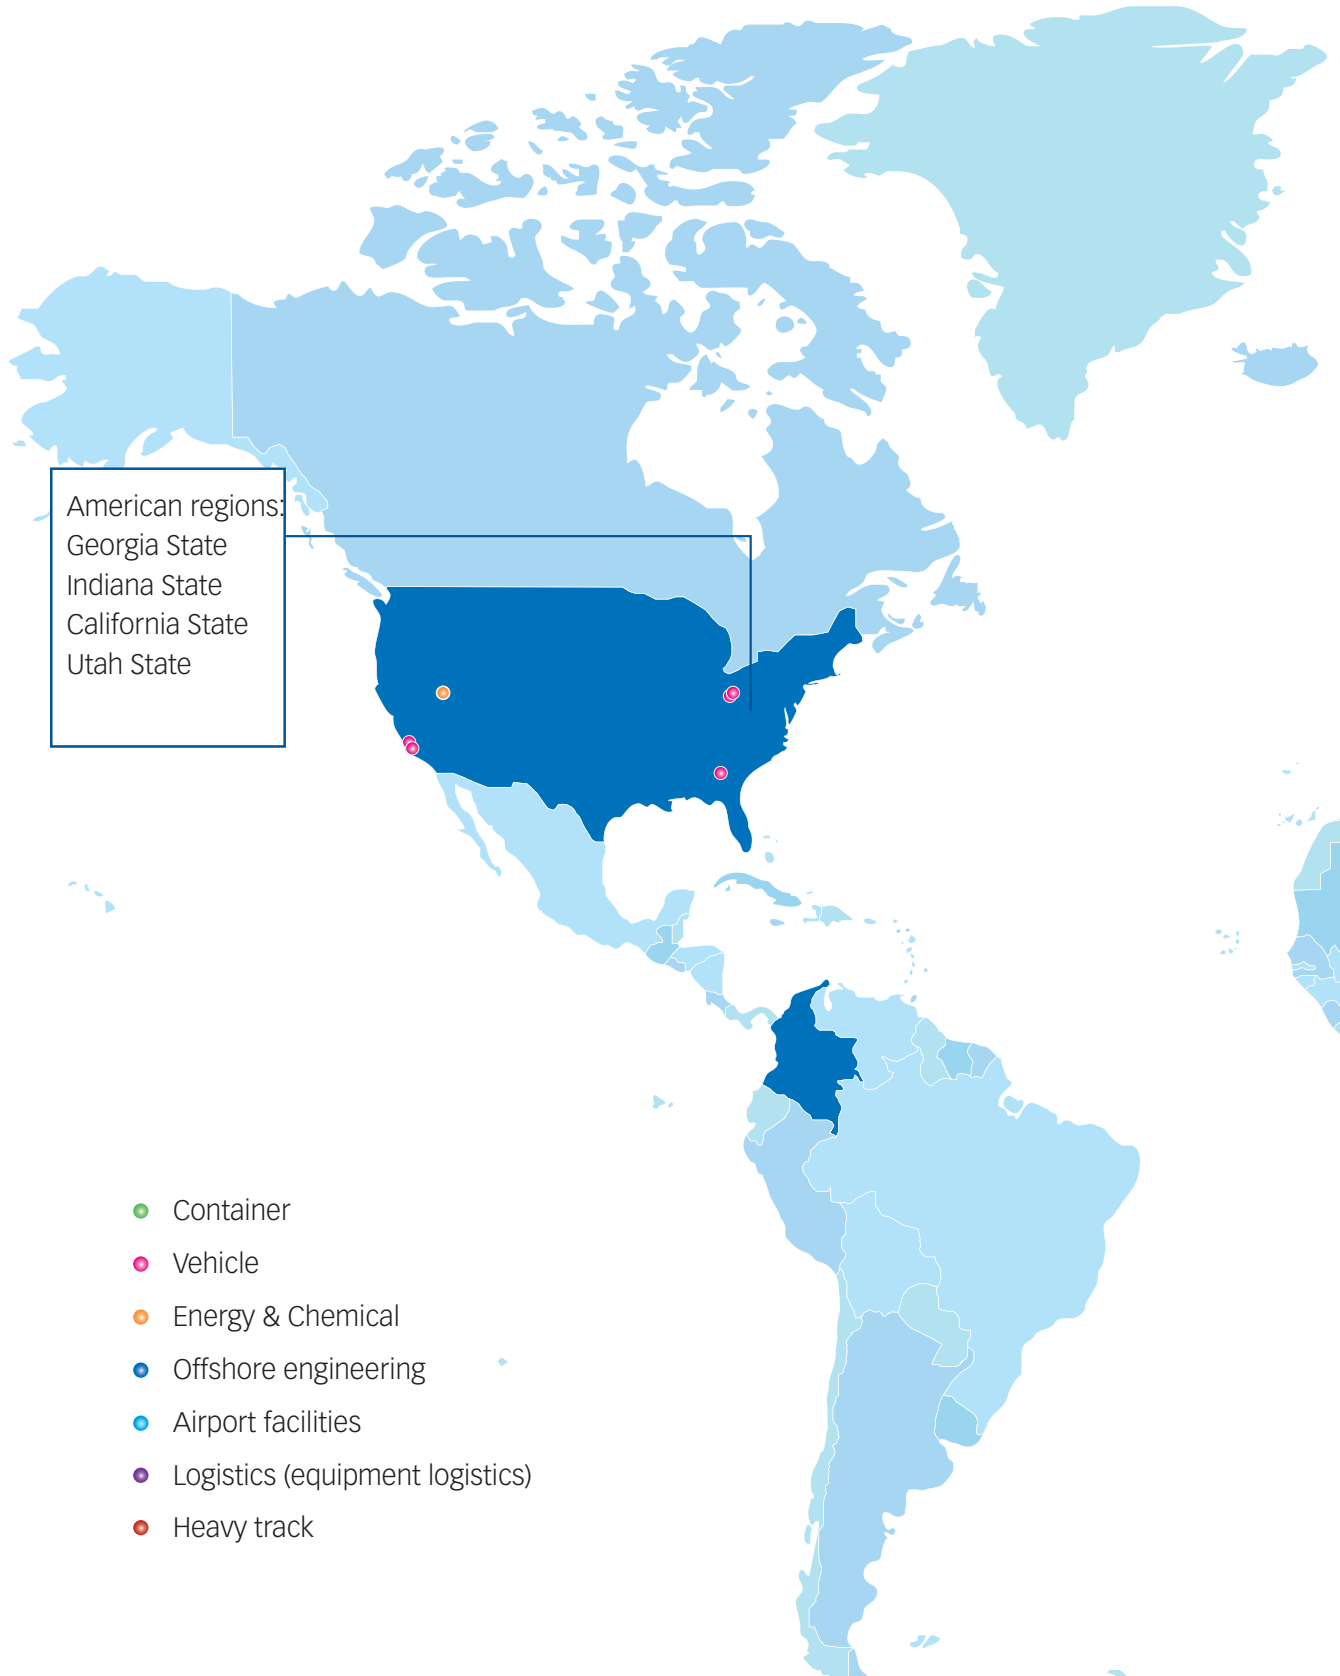 American regions:
Georgia State
Indiana State
California State
Utah State
Container
Vehicle
Energy & Chemical
Offshore engineering
Airport facilities
Logistics (equipment logistics)
Heavy track